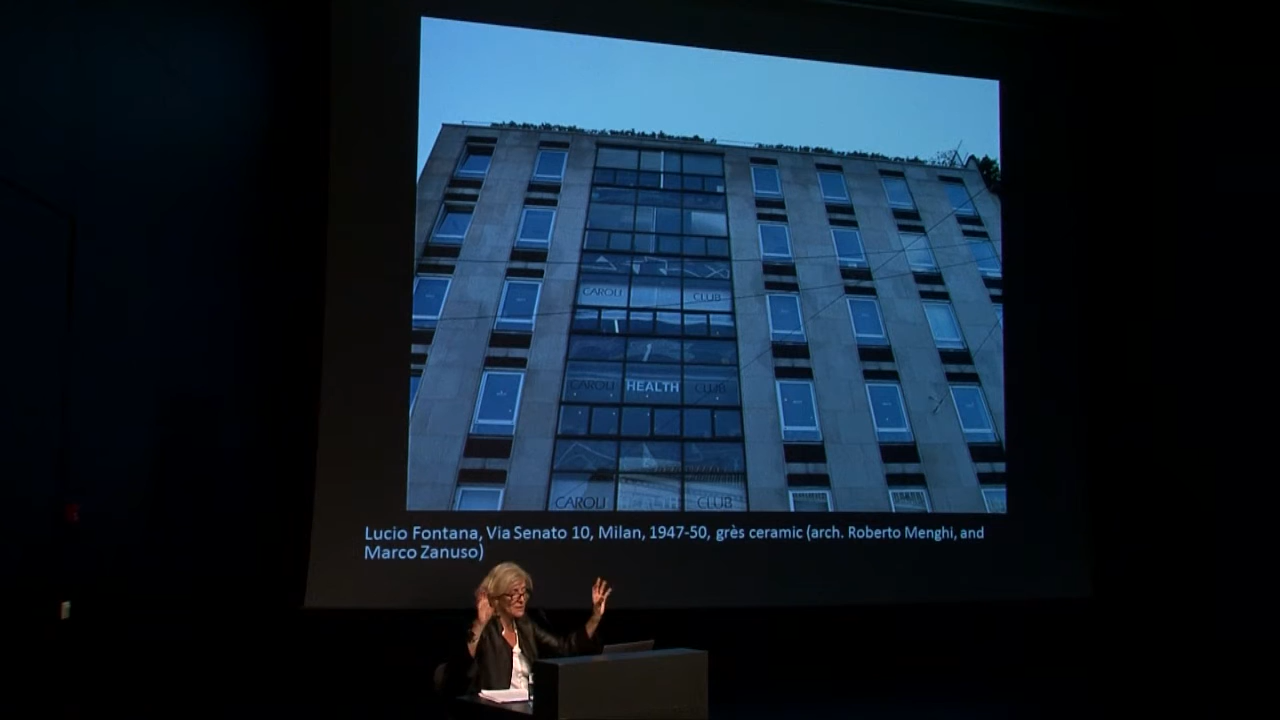 CAROLI CLUB
CAROLI HEALTH CLUB
CAROLI HEALTH CLUB
Lucio Fontana, Via Senato 10, Milan, 1947-50, grès ceramic (arch. Roberto Menghi, and
Marco Zanuso)